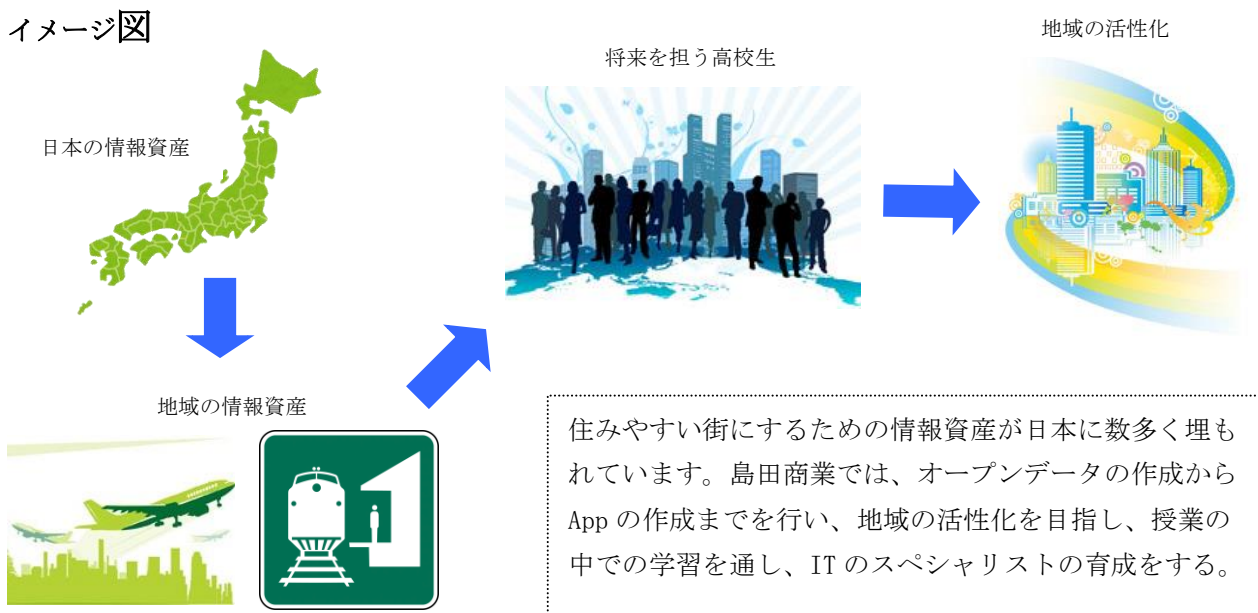 イメージ図
日本の情報資産
地域の情報資産
将来を担う高校生
地域の活性化
住みやすい街にするための情報資産が日本に数多く埋も
れています。島田商業では、オープンデータの作成から
App の作成までを行い、地域の活性化を目指し、授業の
中での学習を通し、IT のスペシャリストの育成をする。